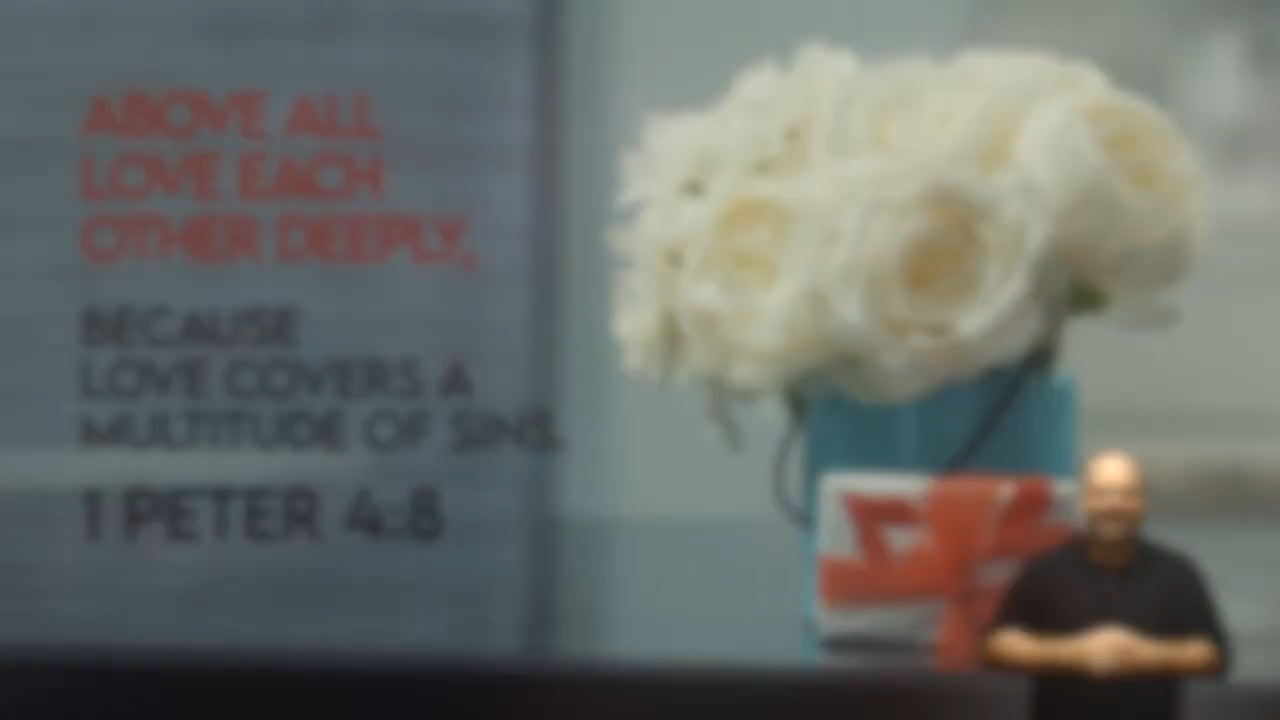 ABOVE ALL
LOVE EACH
OTHER DEEPLY,
BECAUSE
LOVE COVERS A
MULTITUDE OF SINS.
1 PETER 4:8